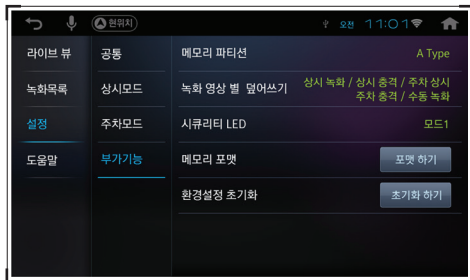 현위치 오전 11:01
라이브 뷰
녹화목록
설정
도움말
공통
상시모드
주차모드
부가기능
메모리 파티션 A Type
녹화 영상 별 덮어쓰기 상시 녹화 / 상시 충격 / 주차 상시
주차 충격 / 수동 녹화
시큐리티 LED 모드1
메모리 포맷 포맷 하기
환경설정 초기화 초기화 하기